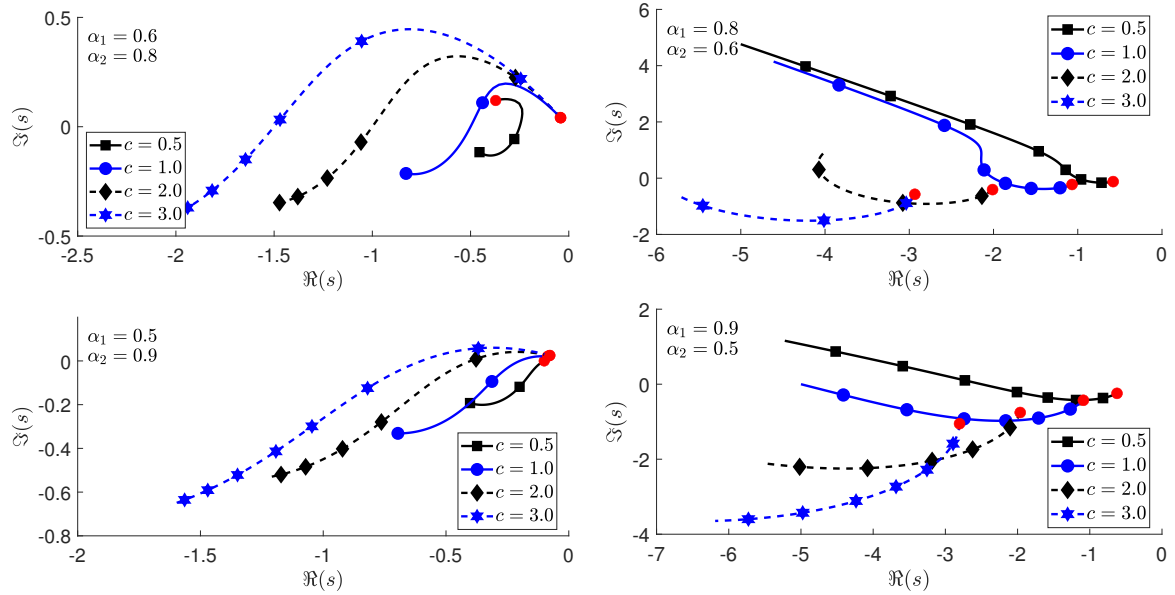 0.5
0
-0.5
ℑ(s)
α₁ = 0.6
α₂ = 0.8
c = 0.5
c = 1.0
c = 2.0
c = 3.0
-2.5 -2 -1.5 -1 -0.5 0
ℜ(s)
6
4
2
0
-2
ℑ(s)
α₁ = 0.8
α₂ = 0.6
c = 0.5
c = 1.0
c = 2.0
c = 3.0
-6 -5 -4 -3 -2 -1 0
ℜ(s)
0
-0.2
-0.4
-0.6
-0.8
ℑ(s)
α₁ = 0.5
α₂ = 0.9
c = 0.5
c = 1.0
c = 2.0
c = 3.0
-2 -1.5 -1 -0.5 0
ℜ(s)
2
0
-2
-4
ℑ(s)
α₁ = 0.9
α₂ = 0.5
c = 0.5
c = 1.0
c = 2.0
c = 3.0
-7 -6 -5 -4 -3 -2 -1 0
ℜ(s)